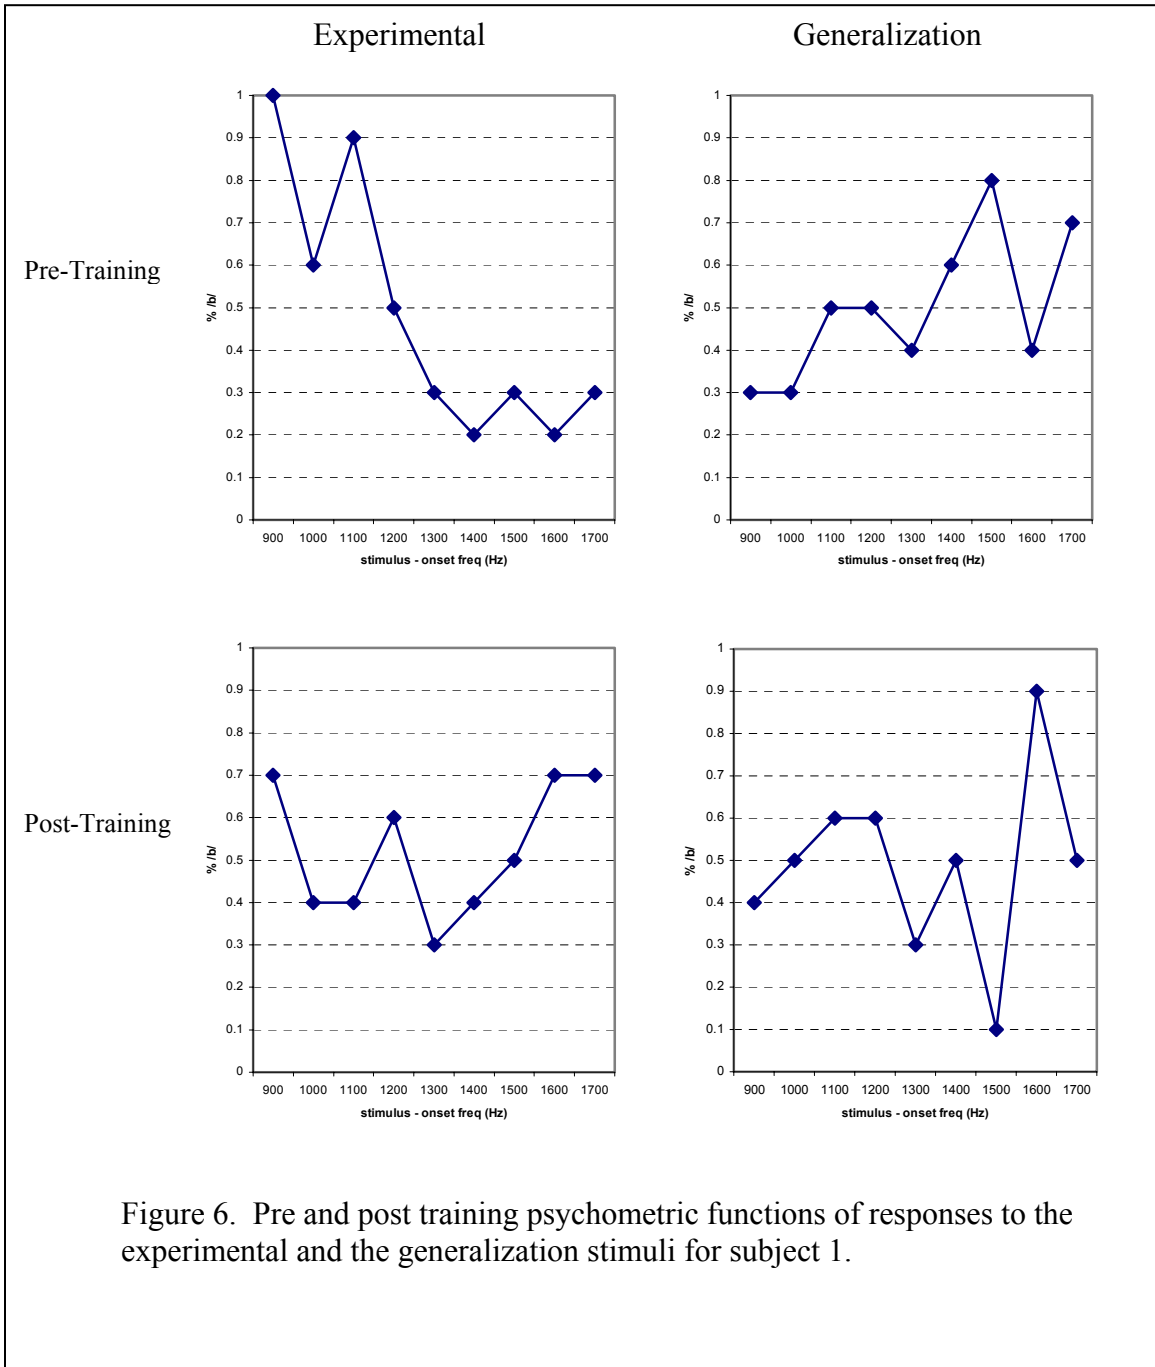 Experimental
Generalization
Pre-Training
1
0.9
0.8
0.7
0.6
0.5
0.4
0.3
0.2
0.1
0
% /b/
900 1000 1100 1200 1300 1400 1500 1600 1700
stimulus - onset freq (Hz)
1
0.9
0.8
0.7
0.6
0.5
0.4
0.3
0.2
0.1
0
% /b/
900 1000 1100 1200 1300 1400 1500 1600 1700
stimulus - onset freq (Hz)
Post-Training
1
0.9
0.8
0.7
0.6
0.5
0.4
0.3
0.2
0.1
0
% /b/
900 1000 1100 1200 1300 1400 1500 1600 1700
stimulus - onset freq (Hz)
1
0.9
0.8
0.7
0.6
0.5
0.4
0.3
0.2
0.1
0
% /b/
900 1000 1100 1200 1300 1400 1500 1600 1700
stimulus - onset freq (Hz)
Figure 6.  Pre and post training psychometric functions of responses to the
experimental and the generalization stimuli for subject 1.